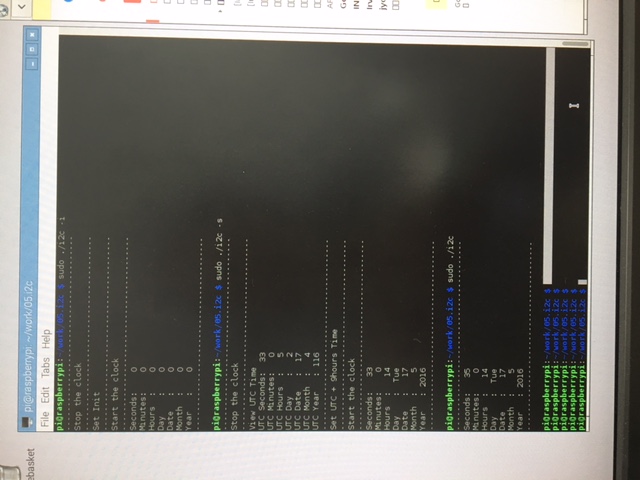 ebasket
pi@raspberrypi: ~/work/05.i2c
File Edit Tabs Help
pi@raspberrypi:~/work/05.i2c $ sudo ./i2c -i
----------------------------------------
Stop the clock
----------------------------------------
Set Init
----------------------------------------
Start the clock
----------------------------------------
Seconds: 0
Minutes: 0
Hours : 0
Day : 0
Date : 0
Month : 0
Year : 0
----------------------------------------
pi@raspberrypi:~/work/05.i2c $ sudo ./i2c -s
----------------------------------------
Stop the clock
----------------------------------------
View UTC Time
UTC Seconds: 33
UTC Minutes: 0
UTC Hours : 5
UTC Day : 2
UTC Date : 17
UTC Month : 4
UTC Year : 116
----------------------------------------
Set UTC + 9hours Time
----------------------------------------
Start the clock
----------------------------------------
Seconds: 33
Minutes: 0
Hours : 14
Day : Tue
Date : 17
Month : 5
Year : 2016
----------------------------------------
pi@raspberrypi:~/work/05.i2c $ sudo ./i2c
----------------------------------------
Seconds: 35
Minutes: 0
Hours : 14
Day : Tue
Date : 17
Month : 5
Year : 2016
----------------------------------------
pi@raspberrypi:~/work/05.i2c $
pi@raspberrypi:~/work/05.i2c $
pi@raspberrypi:~/work/05.i2c $
pi@raspberrypi:~/work/05.i2c $
pi@raspberrypi:~/work/05.i2c $